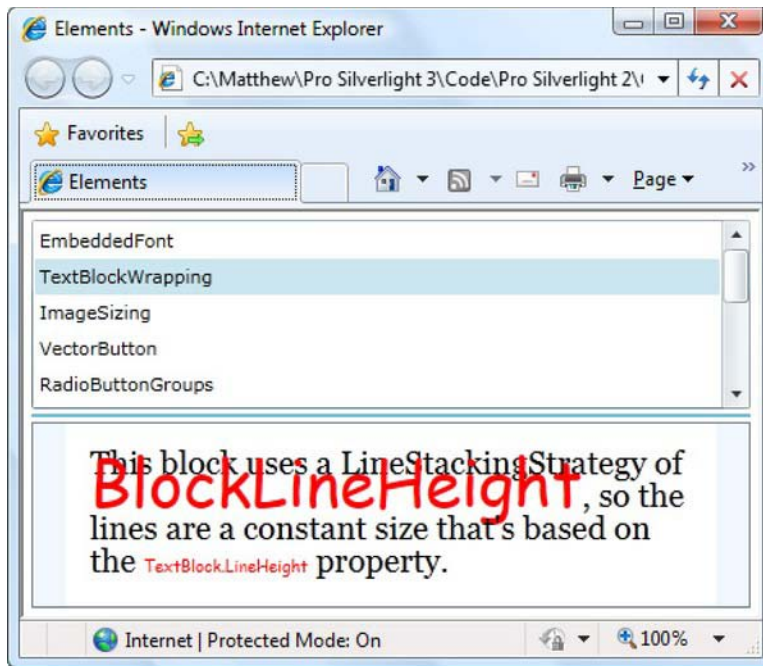 Elements - Windows Internet Explorer
C:\Matthew\Pro Silverlight 3\Code\Pro Silverlight 2\
Favorites
Elements
Page
EmbeddedFont
TextBlockWrapping
ImageSizing
VectorButton
RadioButtonGroups
This block uses a LineStackingStrategy of
BlockLineHeight, so the
lines are a constant size that's based on
the TextBlock.LineHeight property.
Internet | Protected Mode: On
100%